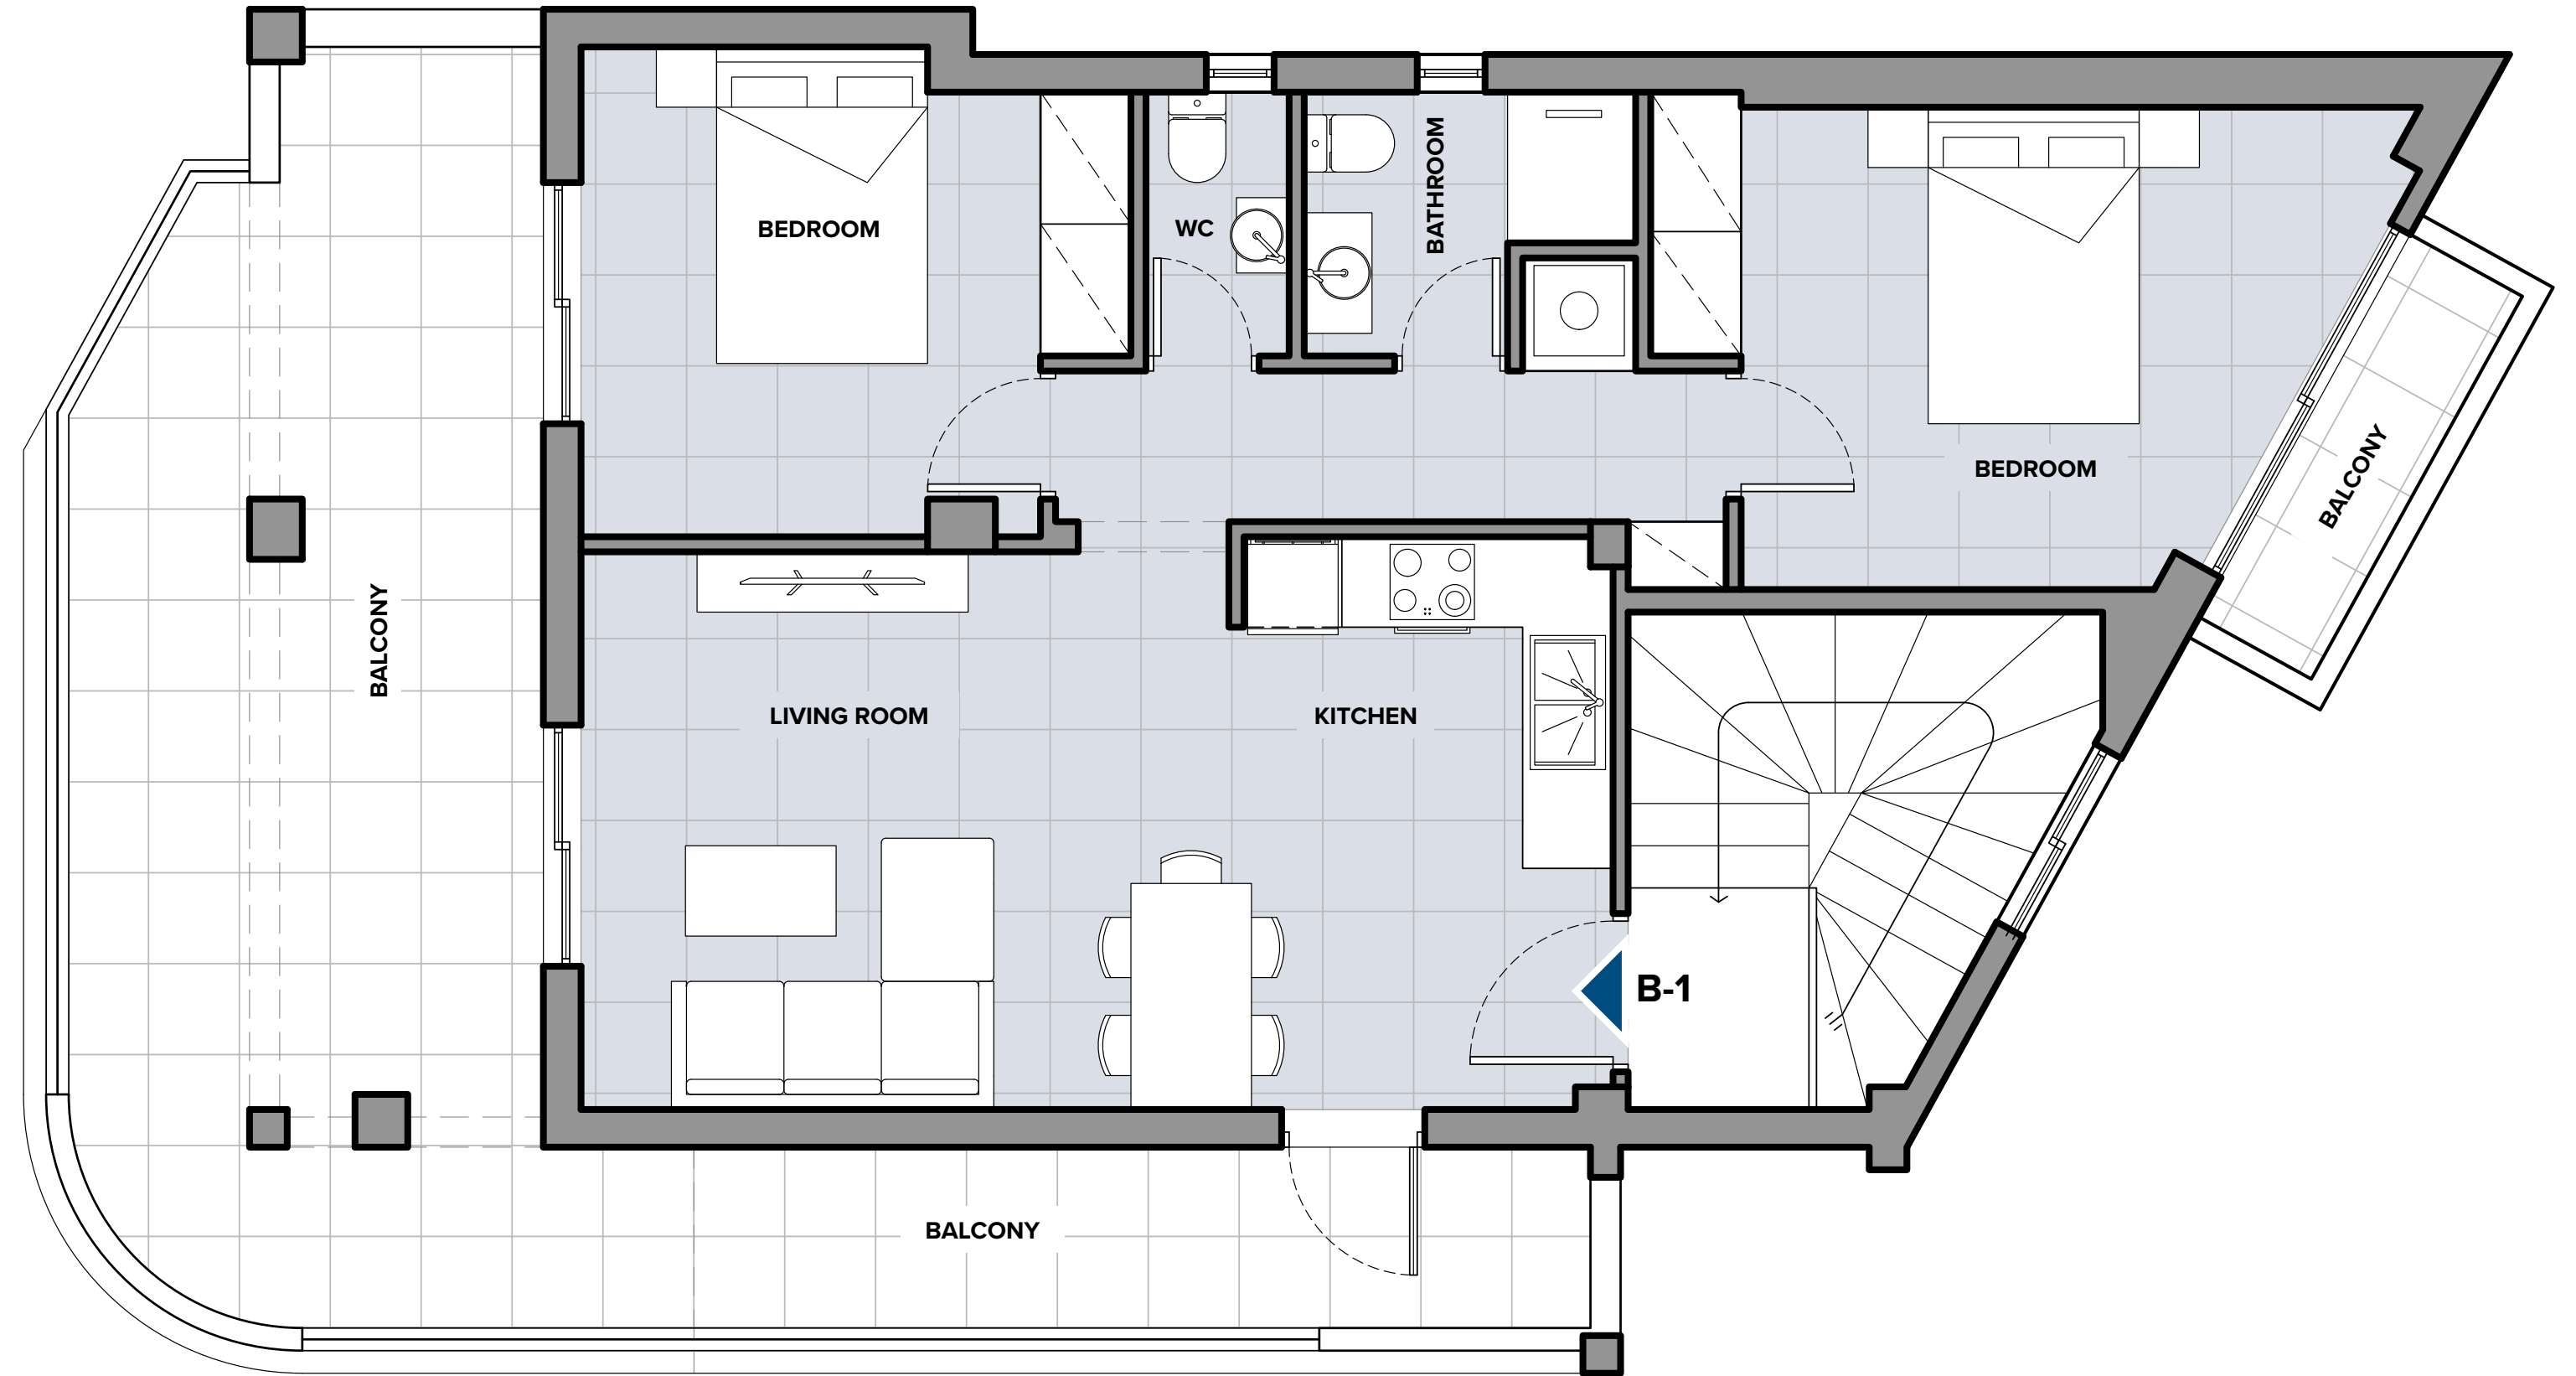 BEDROOM
WC
BATHROOM
BEDROOM
BALCONY
BALCONY
LIVING ROOM
KITCHEN
B-1
BALCONY